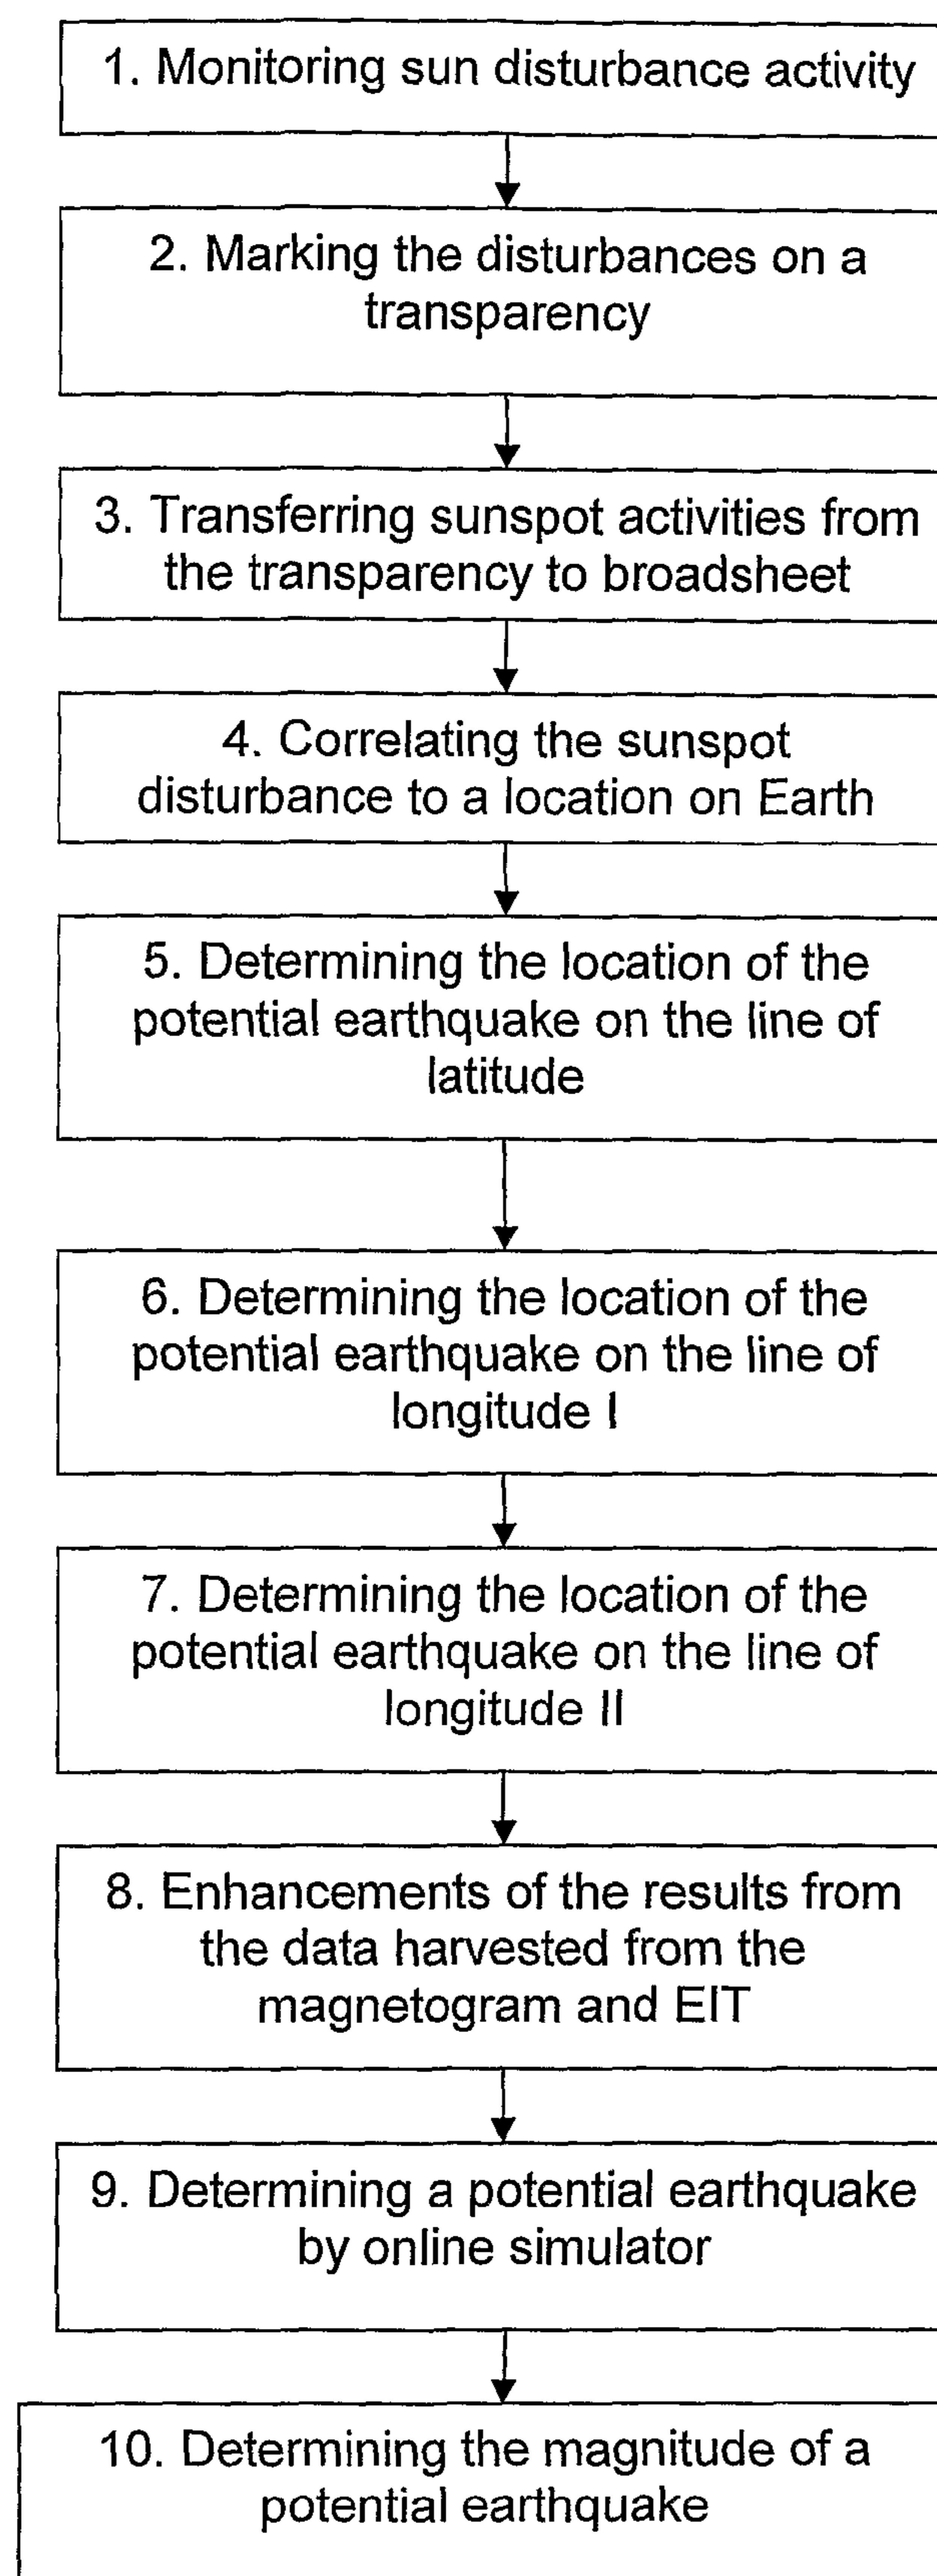 1. Monitoring sun disturbance activity
2. Marking the disturbances on a
transparency
3. Transferring sunspot activities from
the transparency to broadsheet
4. Correlating the sunspot
disturbance to a location on Earth
5. Determining the location of the
potential earthquake on the line of
latitude
6. Determining the location of the
potential earthquake on the line of
longitude I
7. Determining the location of the
potential earthquake on the line of
longitude II
8. Enhancements of the results from
the data harvested from the
magnetogram and EIT
9. Determining a potential earthquake
by online simulator
10. Determining the magnitude of a
potential earthquake